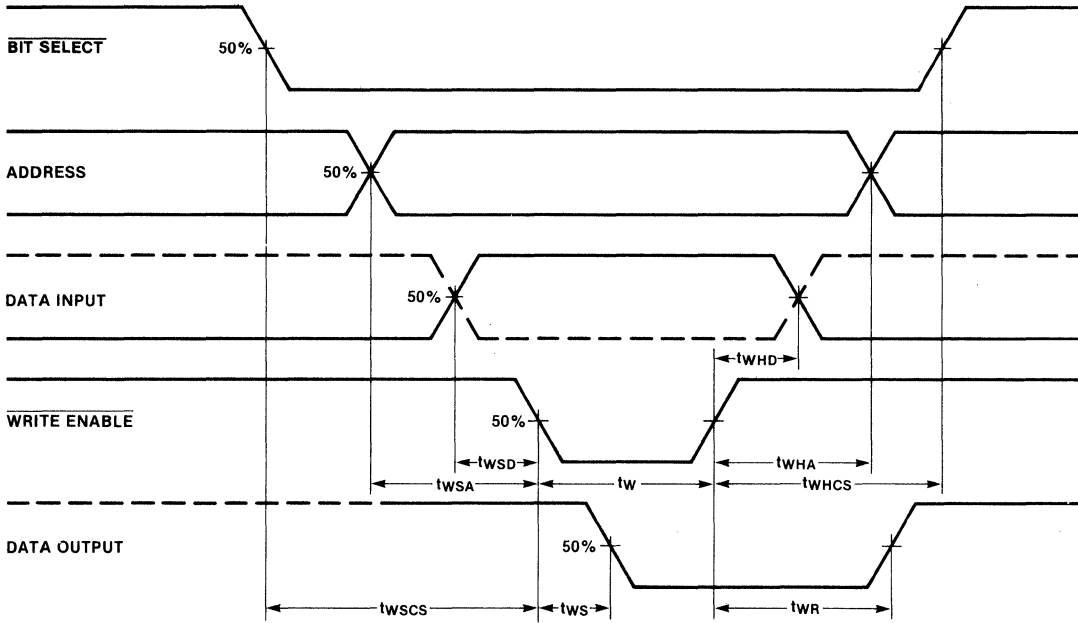 BIT SELECT
50%
ADDRESS
50%
DATA INPUT
50%
tWHD
WRITE ENABLE
50%
tWSD
tWHA
tWSA
tW
tWHCS
DATA OUTPUT
50%
tWSCS
tWS
tWR